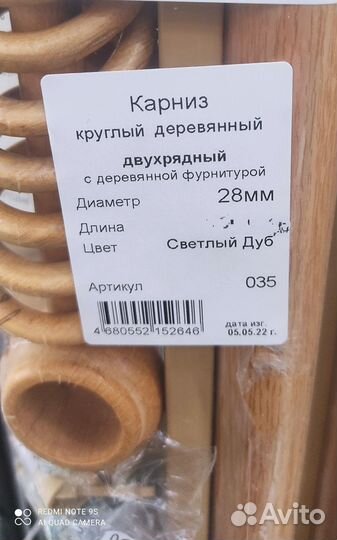 Карниз
круглый деревянный
двухрядный
с деревянной фурнитурой
Диаметр 28мм
Длина
Цвет Светлый Дуб
Артикул 035
4 680552 152646
дата изг.
05.05.22 г.
REDMI NOTE 9S
AI QUAD CAMERA
Avito